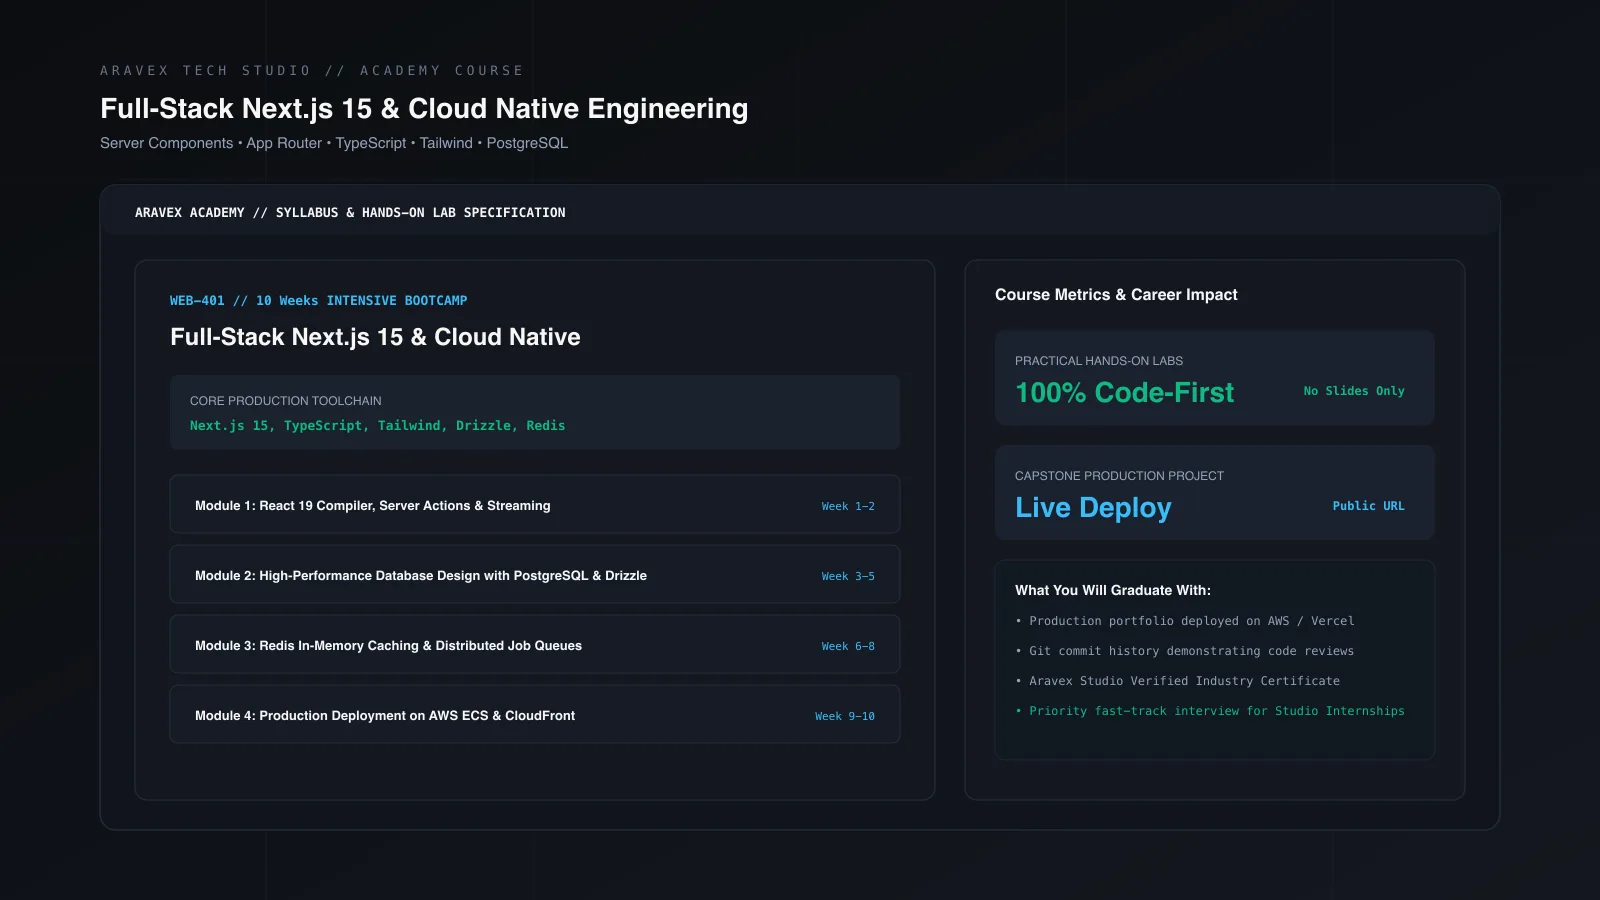 ARAVEX TECH STUDIO // ACADEMY COURSE
Full-Stack Next.js 15 & Cloud Native Engineering
Server Components • App Router • TypeScript • Tailwind • PostgreSQL
ARAVEX ACADEMY // SYLLABUS & HANDS-ON LAB SPECIFICATION
WEB-401 // 10 Weeks INTENSIVE BOOTCAMP
Full-Stack Next.js 15 & Cloud Native
CORE PRODUCTION TOOLCHAIN
Next.js 15, TypeScript, Tailwind, Drizzle, Redis
Module 1: React 19 Compiler, Server Actions & Streaming Week 1-2
Module 2: High-Performance Database Design with PostgreSQL & Drizzle Week 3-5
Module 3: Redis In-Memory Caching & Distributed Job Queues Week 6-8
Module 4: Production Deployment on AWS ECS & CloudFront Week 9-10
Course Metrics & Career Impact
PRACTICAL HANDS-ON LABS
100% Code-First No Slides Only
CAPSTONE PRODUCTION PROJECT
Live Deploy Public URL
What You Will Graduate With:
• Production portfolio deployed on AWS / Vercel
• Git commit history demonstrating code reviews
• Aravex Studio Verified Industry Certificate
• Priority fast-track interview for Studio Internships